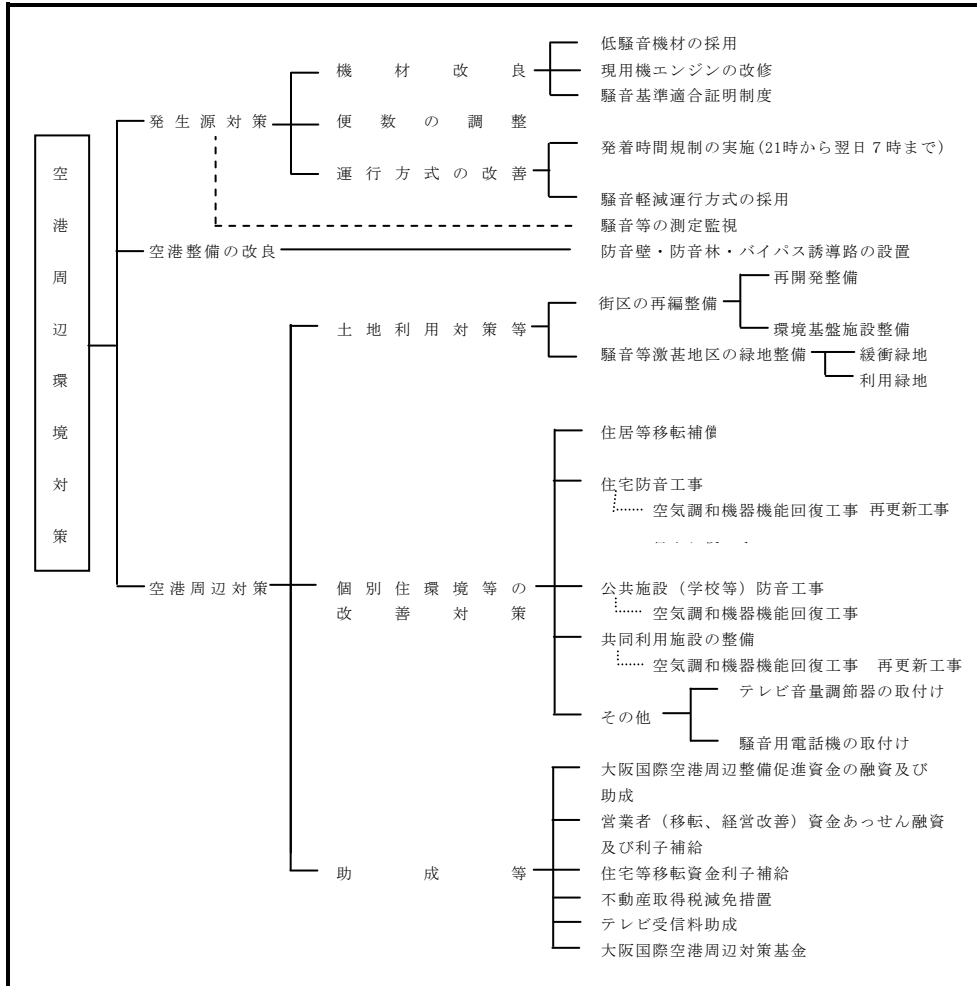 空港周辺環境対策
発生源対策
機材改良
低騒音機材の採用
現用機エンジンの改修
騒音基準適合証明制度
便数の調整
運行方式の改善
発着時間規制の実施(21時から翌日7時まで)
騒音軽減運行方式の採用
騒音等の測定監視
空港整備の改良
防音壁・防音林・バイパス誘導路の設置
空港周辺対策
土地利用対策等
街区の再編整備
再開発整備
環境基盤施設整備
騒音等激甚地区の緑地整備
緩衝緑地
利用緑地
個別住環境等の
改善対策
住居等移転補償
住宅防音工事
空気調和機器機能回復工事 再更新工事
公共施設(学校等)防音工事
空気調和機器機能回復工事
共同利用施設の整備
空気調和機器機能回復工事 再更新工事
その他
テレビ音量調節器の取付け
騒音用電話機の取付け
助成等
大阪国際空港周辺整備促進資金の融資及び
助成
営業者(移転、経営改善)資金あっせん融資
及び利子補給
住宅等移転資金利子補給
不動産取得税減免措置
テレビ受信料助成
大阪国際空港周辺対策基金